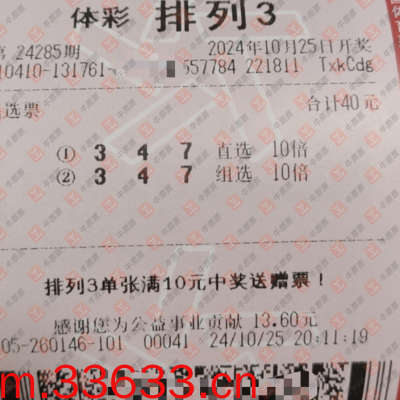 体彩 排列3
第 24285期 2024年10月25日开奖
10410-131761- 557784 221811 TxkCdg
选票 合计40元
① 3 4 7 直选 10倍
② 3 4 7 组选 10倍
排列3单张满10元中奖送赠票！
感谢您为公益事业贡献 13.60元
05-260146-101 00041 24/10/25 20:11:19
m.33633.cn